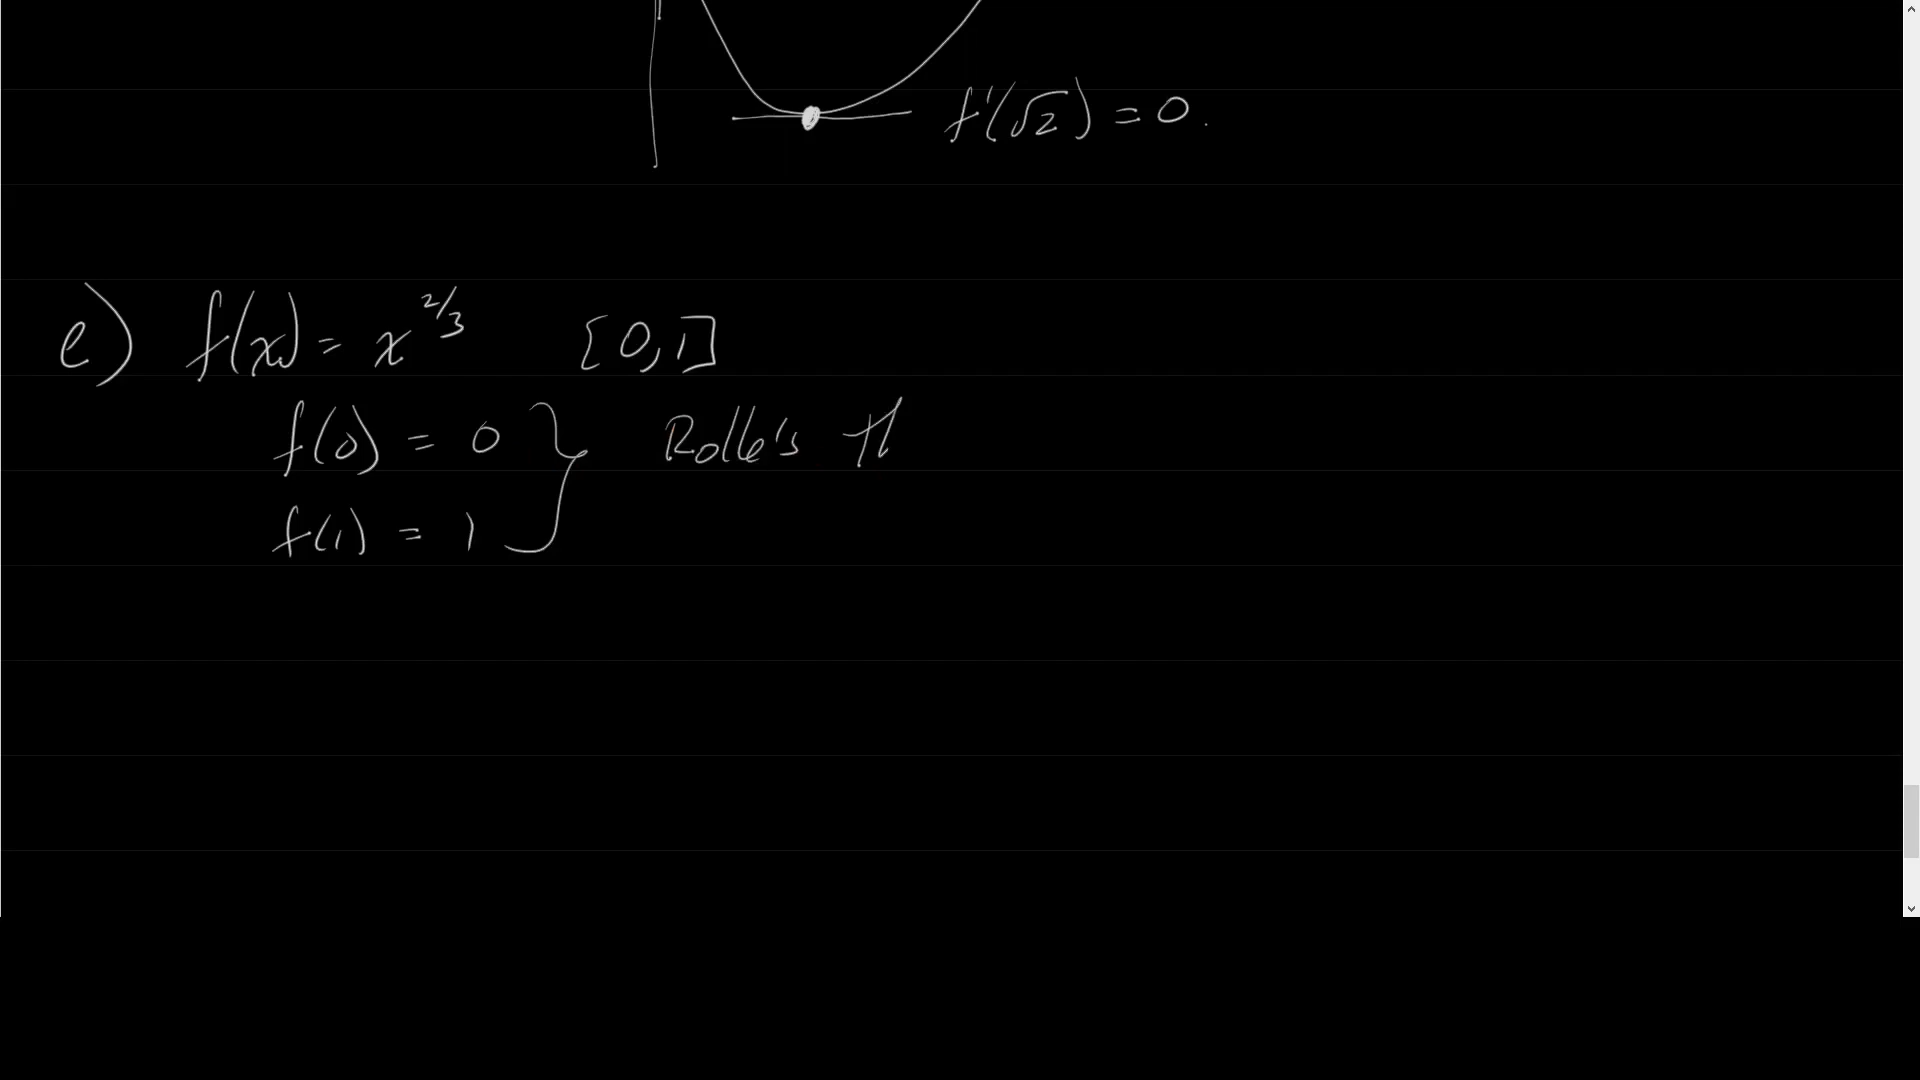 f'(√2) = 0.
e) f(x) = x^2/3 [0,1]
f(0) = 0 } Rolle's th
f(1) = 1